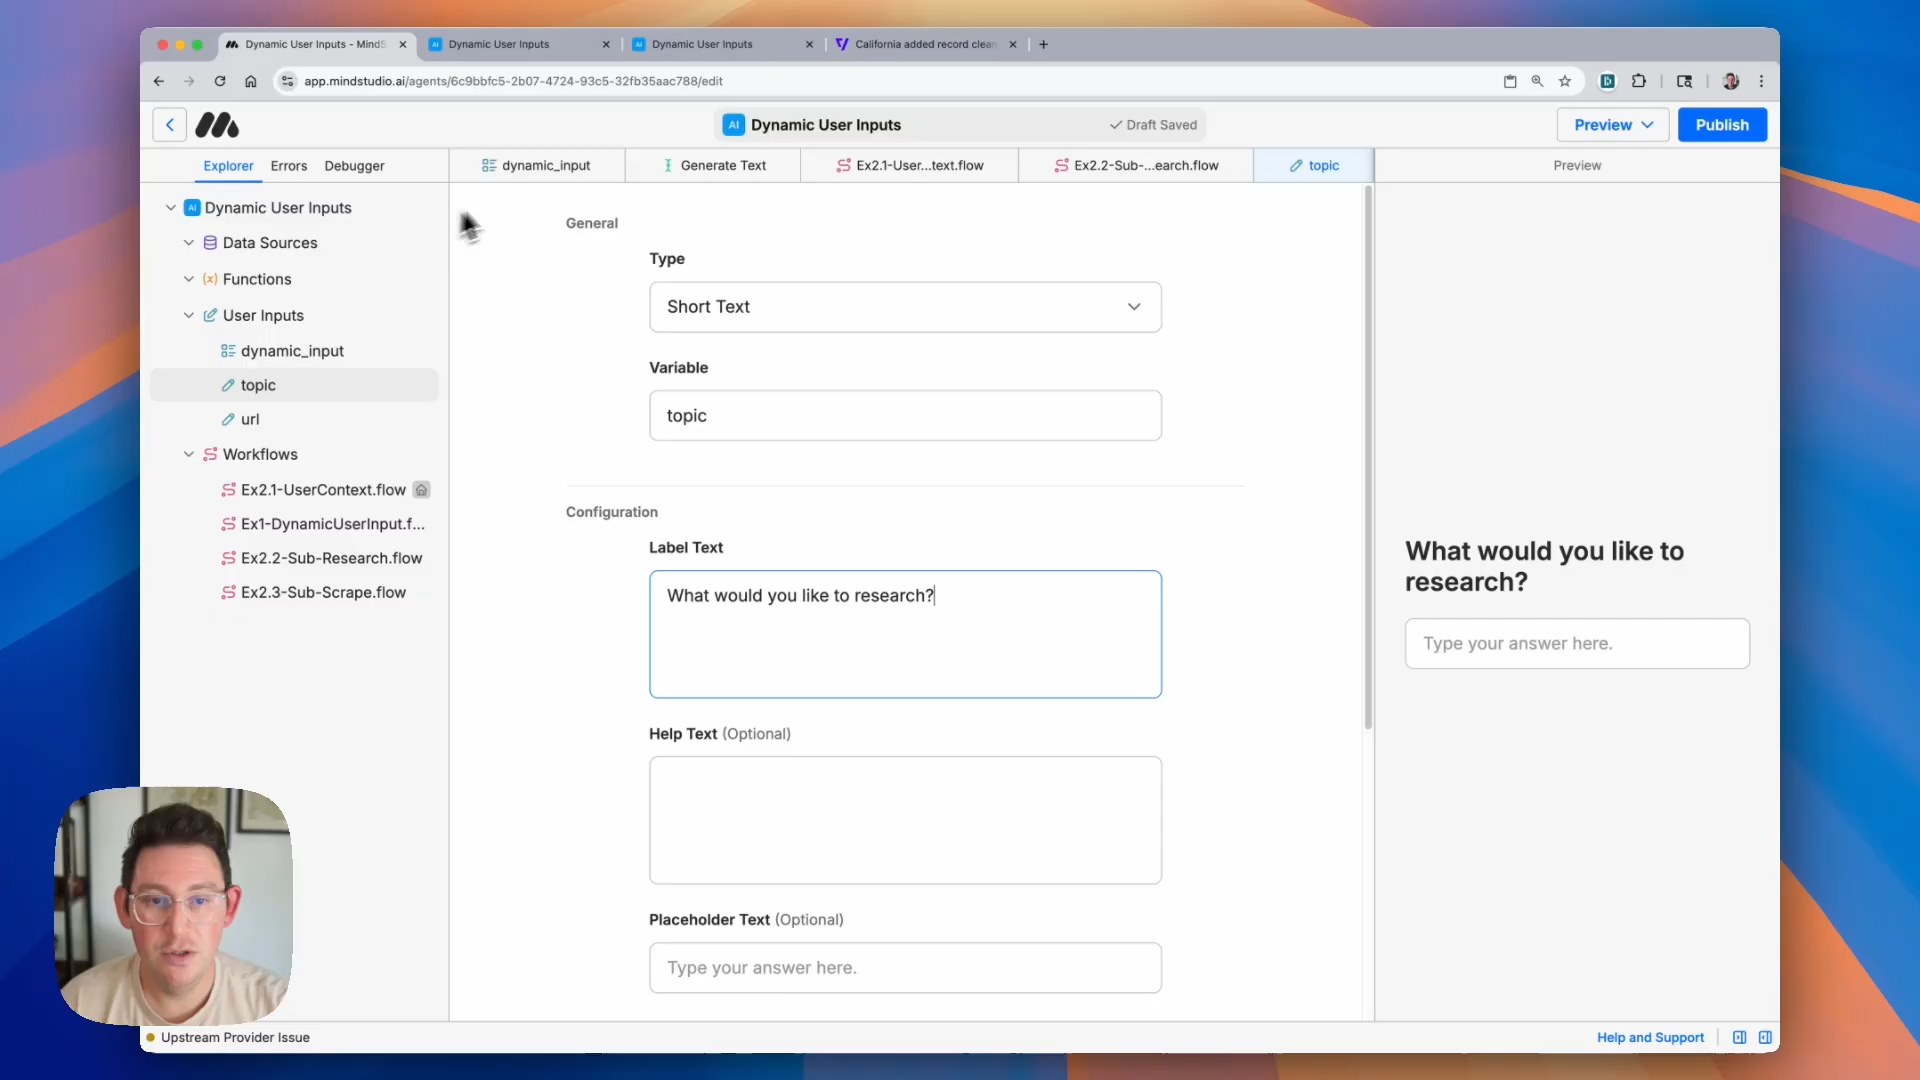 Dynamic User Inputs - MindS
Dynamic User Inputs
Dynamic User Inputs
California added record clean
app.mindstudio.ai/agents/6c9bbfc5-2b07-4724-93c5-32fb35aac788/edit
AI Dynamic User Inputs
Draft Saved
Preview
Publish
Explorer
Errors
Debugger
dynamic_input
Generate Text
Ex2.1-User...text.flow
Ex2.2-Sub-...earch.flow
topic
Preview
Dynamic User Inputs
Data Sources
Functions
User Inputs
dynamic_input
topic
url
Workflows
Ex2.1-UserContext.flow
Ex1-DynamicUserInput.f...
Ex2.2-Sub-Research.flow
Ex2.3-Sub-Scrape.flow
General
Type
Short Text
Variable
topic
Configuration
Label Text
What would you like to research?
Help Text (Optional)
Placeholder Text (Optional)
Type your answer here.
What would you like to
research?
Type your answer here.
Upstream Provider Issue
Help and Support